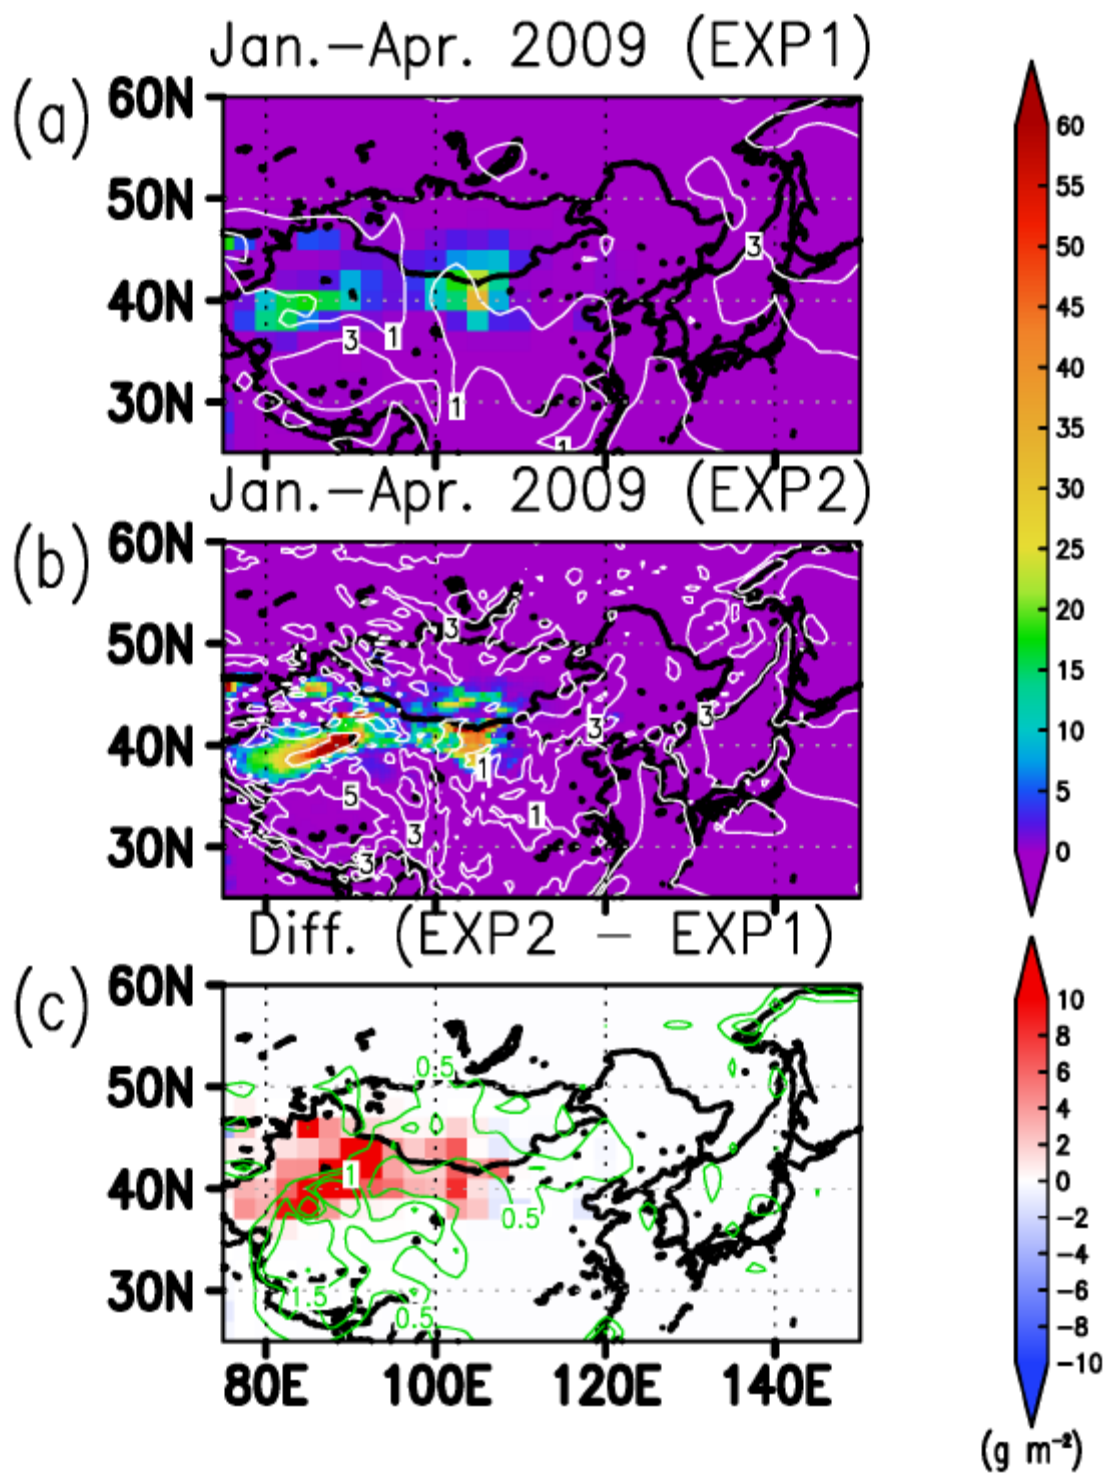 Jan.-Apr. 2009 (EXP1)
(a)
60N
50N
40N
30N
3
3
1
1
1
60
55
50
45
40
35
30
25
20
15
10
5
0
Jan.-Apr. 2009 (EXP2)
(b)
60N
50N
40N
30N
3
3
3
1
5
1
3
3
Diff. (EXP2 - EXP1)
(c)
60N
50N
40N
30N
0.5
1
0.5
1.5
0.5
80E 100E 120E 140E
10
8
6
4
2
0
-2
-4
-6
-8
-10
(g m⁻²)